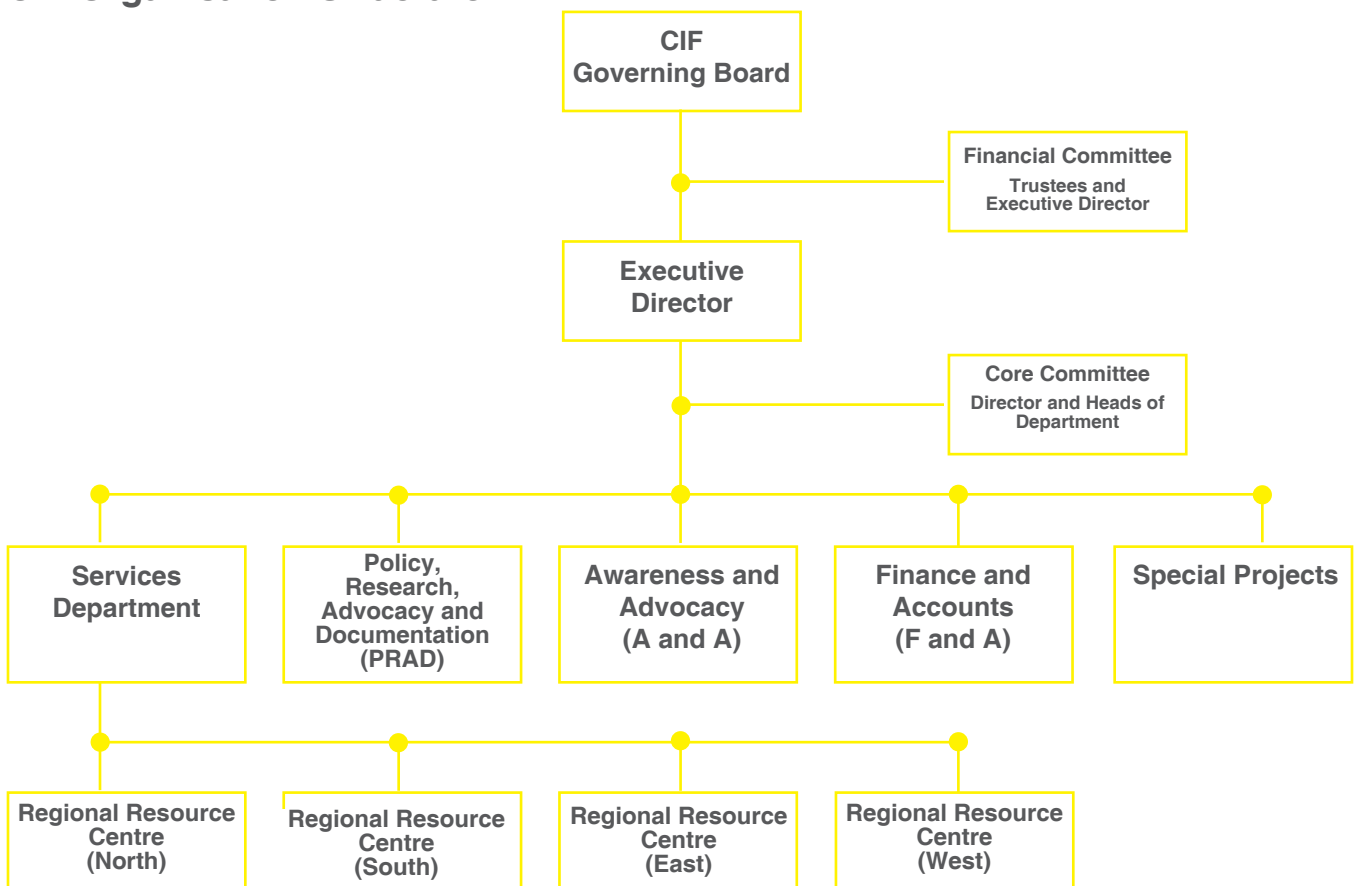 CIF
Governing Board
Financial Committee
Trustees and
Executive Director
Executive
Director
Core Committee
Director and Heads of
Department
Services
Department
Policy,
Research,
Advocacy and
Documentation
(PRAD)
Awareness and
Advocacy
(A and A)
Finance and
Accounts
(F and A)
Special Projects
Regional Resource
Centre
(North)
Regional Resource
Centre
(South)
Regional Resource
Centre
(East)
Regional Resource
Centre
(West)